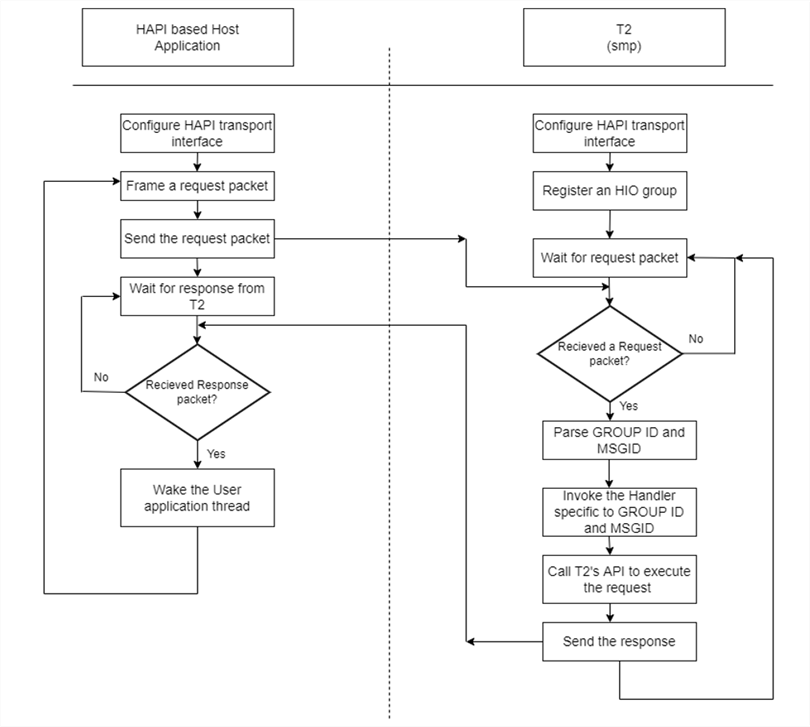 HAPI based Host
Application
T2
(smp)
Configure HAPI transport
interface
Frame a request packet
Send the request packet
Wait for response from
T2
No
Recieved Response
packet?
Yes
Wake the User
application thread
Configure HAPI transport
interface
Register an HIO group
Wait for request packet
Recieved a Request
packet?
No
Yes
Parse GROUP ID and
MSGID
Invoke the Handler
specific to GROUP ID
and MSGID
Call T2's API to execute
the request
Send the response